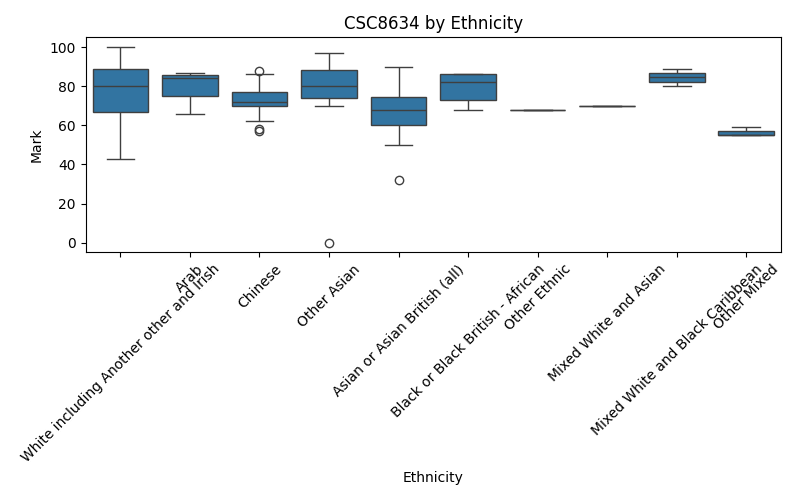 CSC8634 by Ethnicity
Mark
100
80
60
40
20
0
White including Another other and Irish
Arab
Chinese
Other Asian
Asian or Asian British (all)
Black or Black British - African
Other Ethnic
Mixed White and Asian
Mixed White and Black Caribbean
Other Mixed
Ethnicity